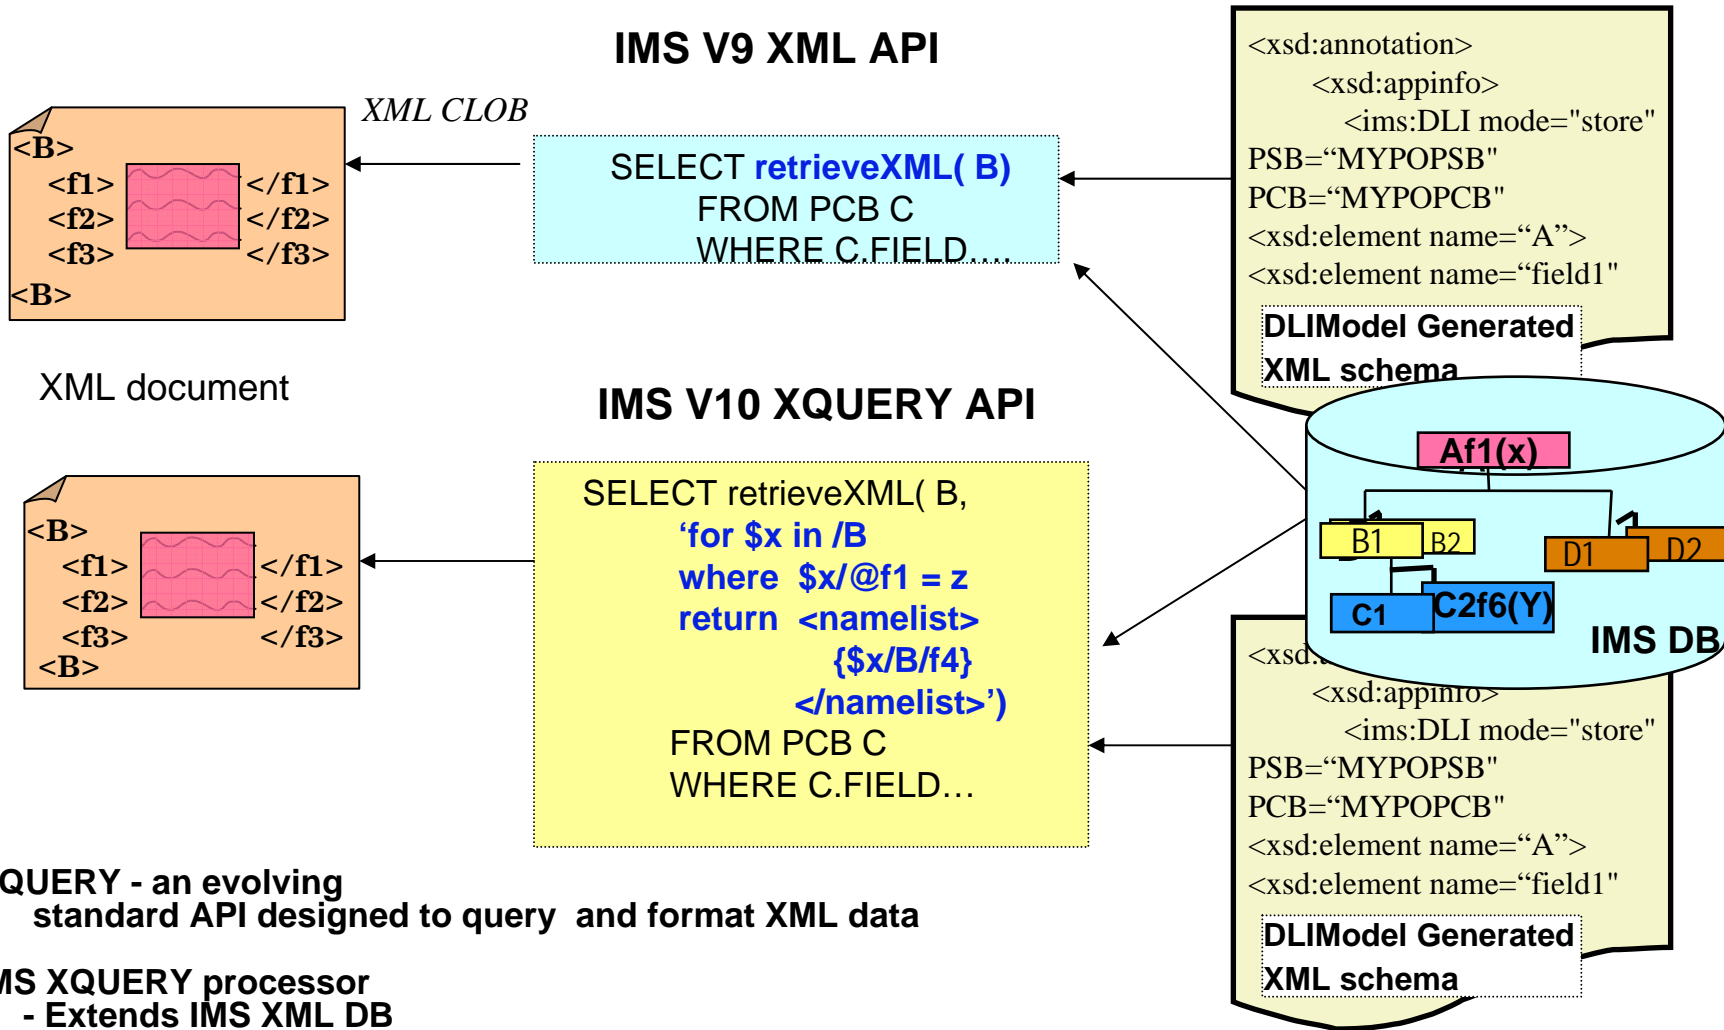 IMS V9 XML API
XML CLOB
<B>
<f1> </f1>
<f2> </f2>
<f3> </f3>
<B>
XML document
SELECT retrieveXML( B)
FROM PCB C
WHERE C.FIELD....
<xsd:annotation>
<xsd:appinfo>
<ims:DLI mode="store"
PSB=“MYPOPSB"
PCB=“MYPOPCB"
<xsd:element name=“A”>
<xsd:element name=“field1"
DLIModel Generated
XML schema
IMS V10 XQUERY API
<B>
<f1> </f1>
<f2> </f2>
<f3> </f3>
<B>
SELECT retrieveXML( B,
‘for $x in /B
where $x/@f1 = z
return <namelist>
{$x/B/f4}
</namelist>’)
FROM PCB C
WHERE C.FIELD…
Af1(x)
B1 B2
D1 D2
C1 C2f6(Y)
IMS DB
<xsd:
<xsd:appinfo>
<ims:DLI mode="store"
PSB=“MYPOPSB"
PCB=“MYPOPCB"
<xsd:element name=“A”>
<xsd:element name=“field1"
DLIModel Generated
XML schema
QUERY - an evolving
standard API designed to query and format XML data
MS XQUERY processor
- Extends IMS XML DB